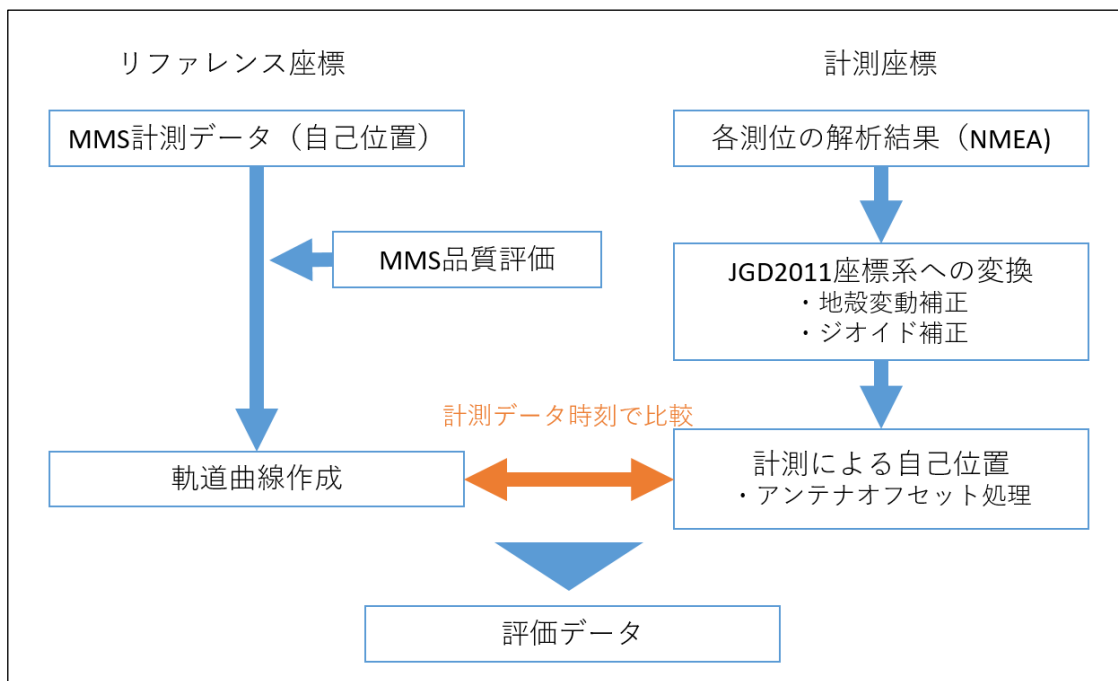 リファレンス座標
計測座標
MMS計測データ（自己位置）
各測位の解析結果（NMEA)
MMS品質評価
JGD2011座標系への変換
・地殻変動補正
・ジオイド補正
計測データ時刻で比較
軌道曲線作成
計測による自己位置
・アンテナオフセット処理
評価データ